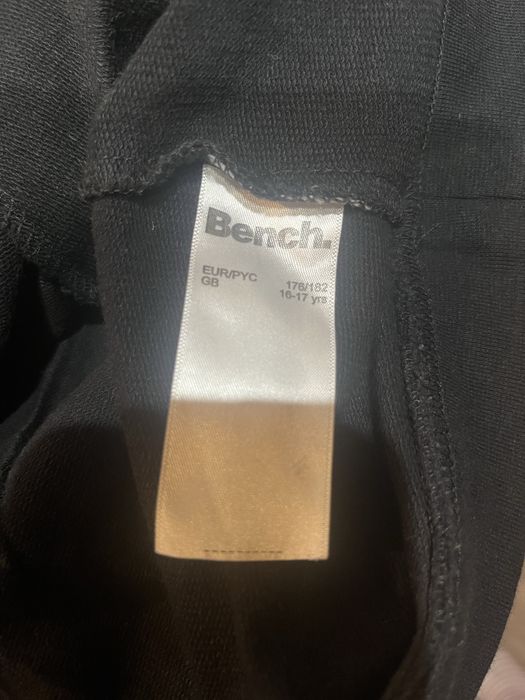 Bench.
EUR/PYC 176/182
GB 16-17 yrs